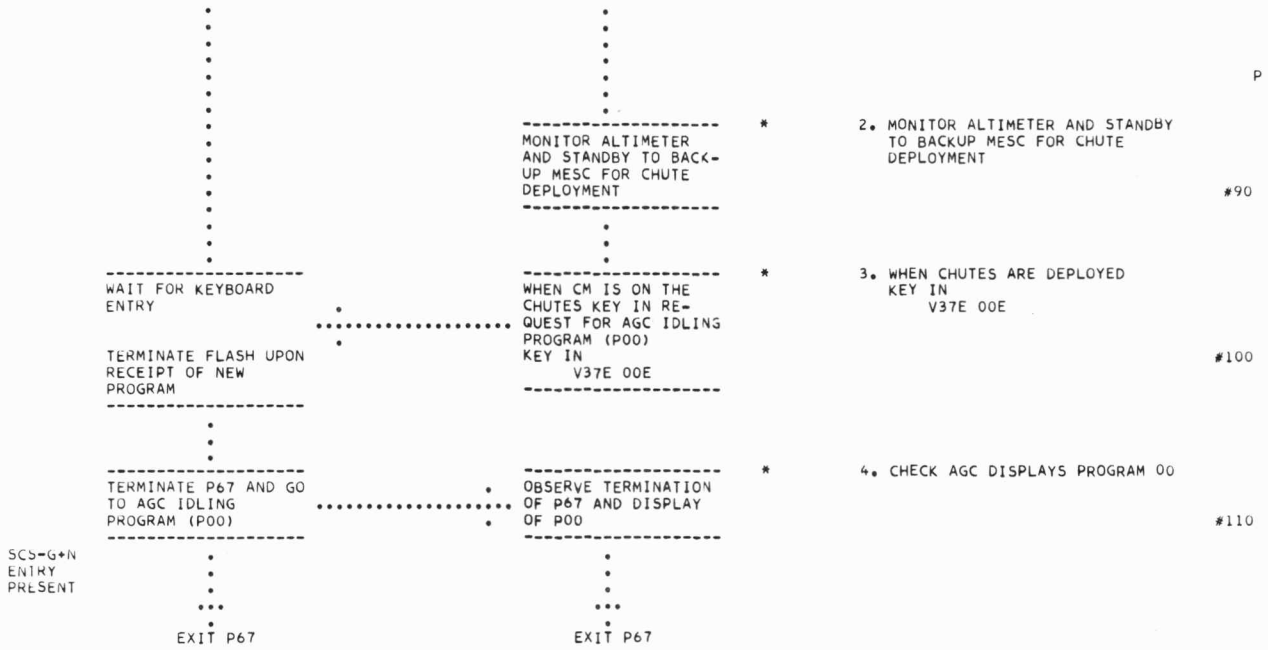 P
MONITOR ALTIMETER
AND STANDBY TO BACK-
UP MESC FOR CHUTE
DEPLOYMENT
* 2. MONITOR ALTIMETER AND STANDBY
TO BACKUP MESC FOR CHUTE
DEPLOYMENT
#90
WAIT FOR KEYBOARD
ENTRY
TERMINATE FLASH UPON
RECEIPT OF NEW
PROGRAM
WHEN CM IS ON THE
CHUTES KEY IN RE-
QUEST FOR AGC IDLING
PROGRAM (P00)
KEY IN
V37E 00E
* 3. WHEN CHUTES ARE DEPLOYED
KEY IN
V37E 00E
#100
TERMINATE P67 AND GO
TO AGC IDLING
PROGRAM (P00)
OBSERVE TERMINATION
OF P67 AND DISPLAY
OF P00
* 4. CHECK AGC DISPLAYS PROGRAM 00
#110
SCS-G+N
ENTRY
PRESENT
EXIT P67
EXIT P67